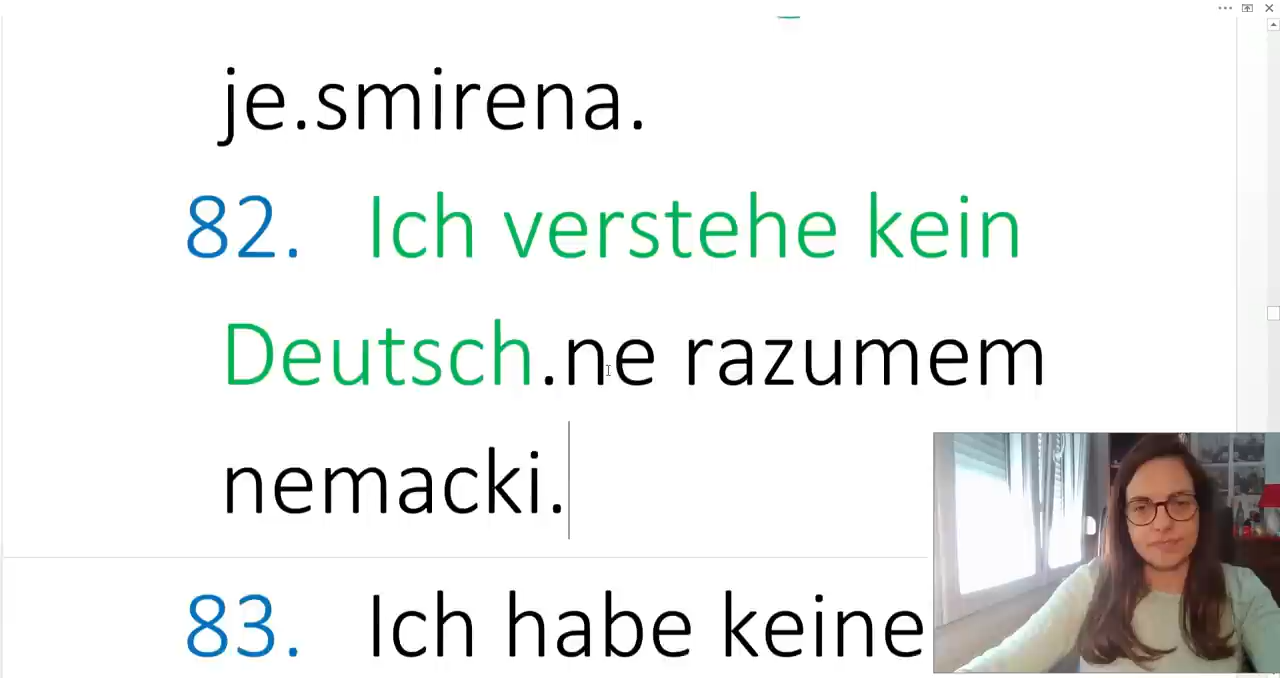 je.smirena.
82. Ich verstehe kein
Deutsch.ne razumem
nemacki.
83. Ich habe keine